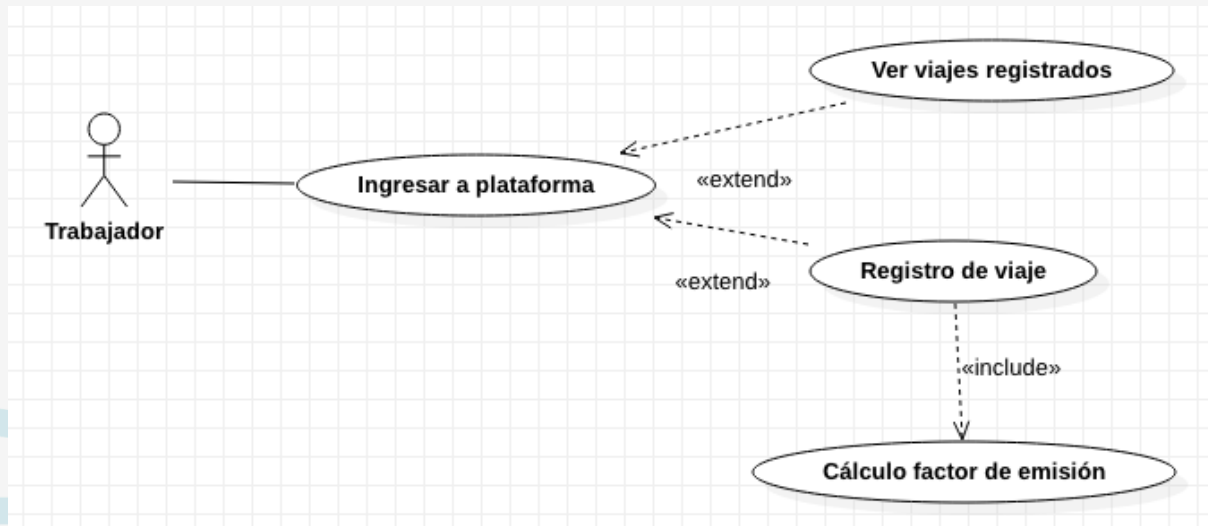 Ver viajes registrados
Ingresar a plataforma
«extend»
Trabajador
Registro de viaje
«extend»
«include»
Cálculo factor de emisión